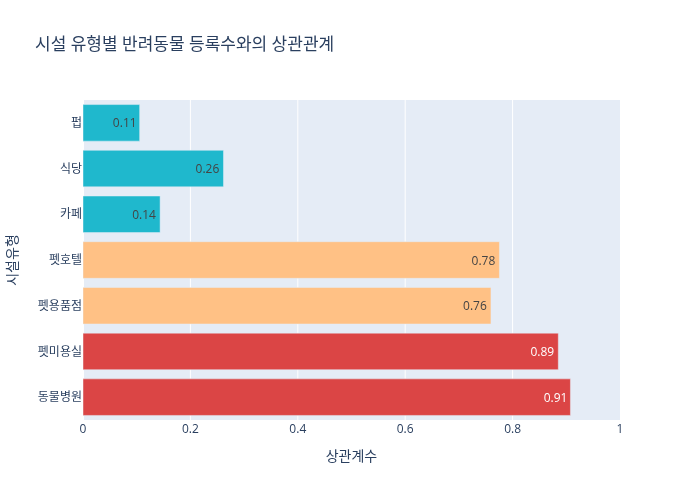 시설 유형별 반려동물 등록수와의 상관관계
펍 0.11
식당 0.26
카페 0.14
펫호텔 0.78
펫용품점 0.76
펫미용실 0.89
동물병원 0.91
시설유형
0 0.2 0.4 0.6 0.8 1
상관계수